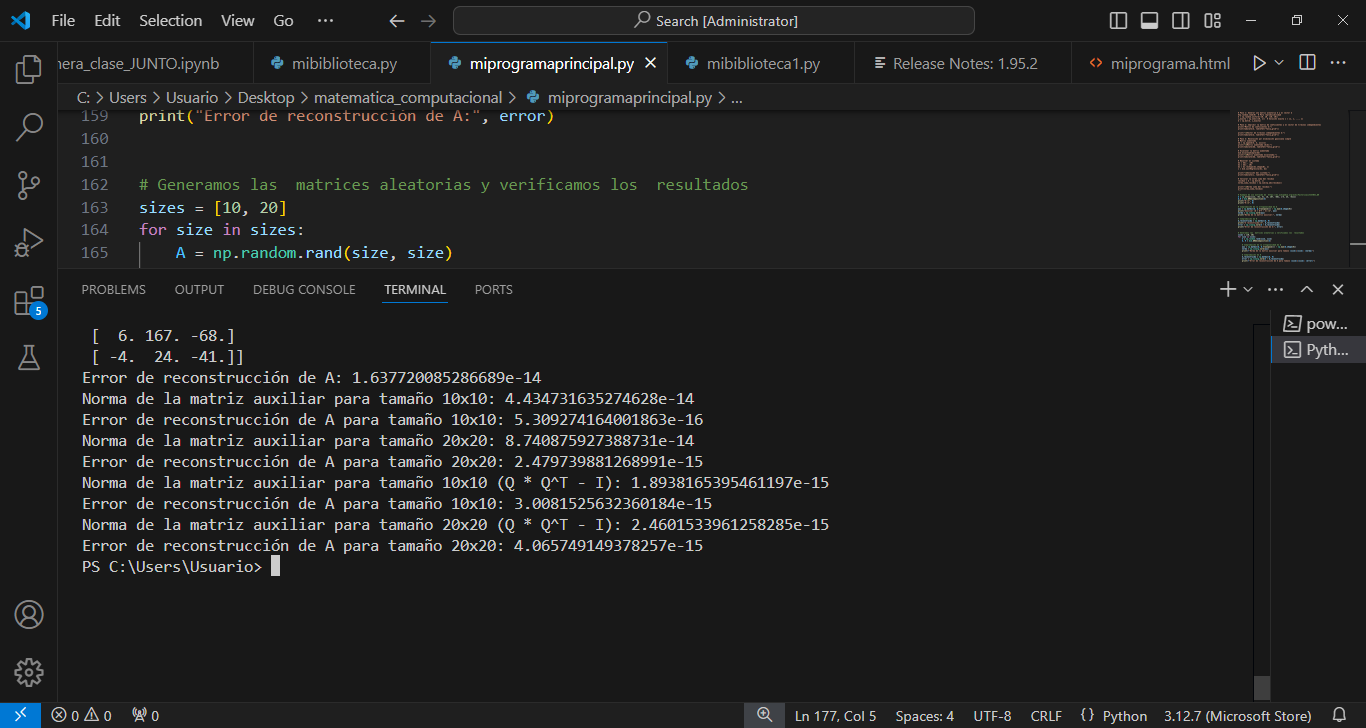 File Edit Selection View Go ··· Search [Administrator]
nera_clase_JUNTO.ipynb mibiblioteca.py miprogramaprincipal.py mibiblioteca1.py Release Notes: 1.95.2 miprograma.html
C: > Users > Usuario > Desktop > matematica_computacional > miprogramaprincipal.py > ...
159 print("Error de reconstrucción de A:", error)
160
161
162 # Generamos las  matrices aleatorias y verificamos los  resultados
163 sizes = [10, 20]
164 for size in sizes:
165     A = np.random.rand(size, size)
5
PROBLEMS OUTPUT DEBUG CONSOLE TERMINAL PORTS
pow...
Pyth...
[  6. 167. -68.]
[ -4.  24. -41.]]
Error de reconstrucción de A: 1.637720085286689e-14
Norma de la matriz auxiliar para tamaño 10x10: 4.434731635274628e-14
Error de reconstrucción de A para tamaño 10x10: 5.309274164001863e-16
Norma de la matriz auxiliar para tamaño 20x20: 8.740875927388731e-14
Error de reconstrucción de A para tamaño 20x20: 2.479739881268991e-15
Norma de la matriz auxiliar para tamaño 10x10 (Q * Q^T - I): 1.8938165395461197e-15
Error de reconstrucción de A para tamaño 10x10: 3.0081525632360184e-15
Norma de la matriz auxiliar para tamaño 20x20 (Q * Q^T - I): 2.4601533961258285e-15
Error de reconstrucción de A para tamaño 20x20: 4.065749149378257e-15
PS C:\Users\Usuario>
0 0 0 Ln 177, Col 5 Spaces: 4 UTF-8 CRLF {} Python 3.12.7 (Microsoft Store)